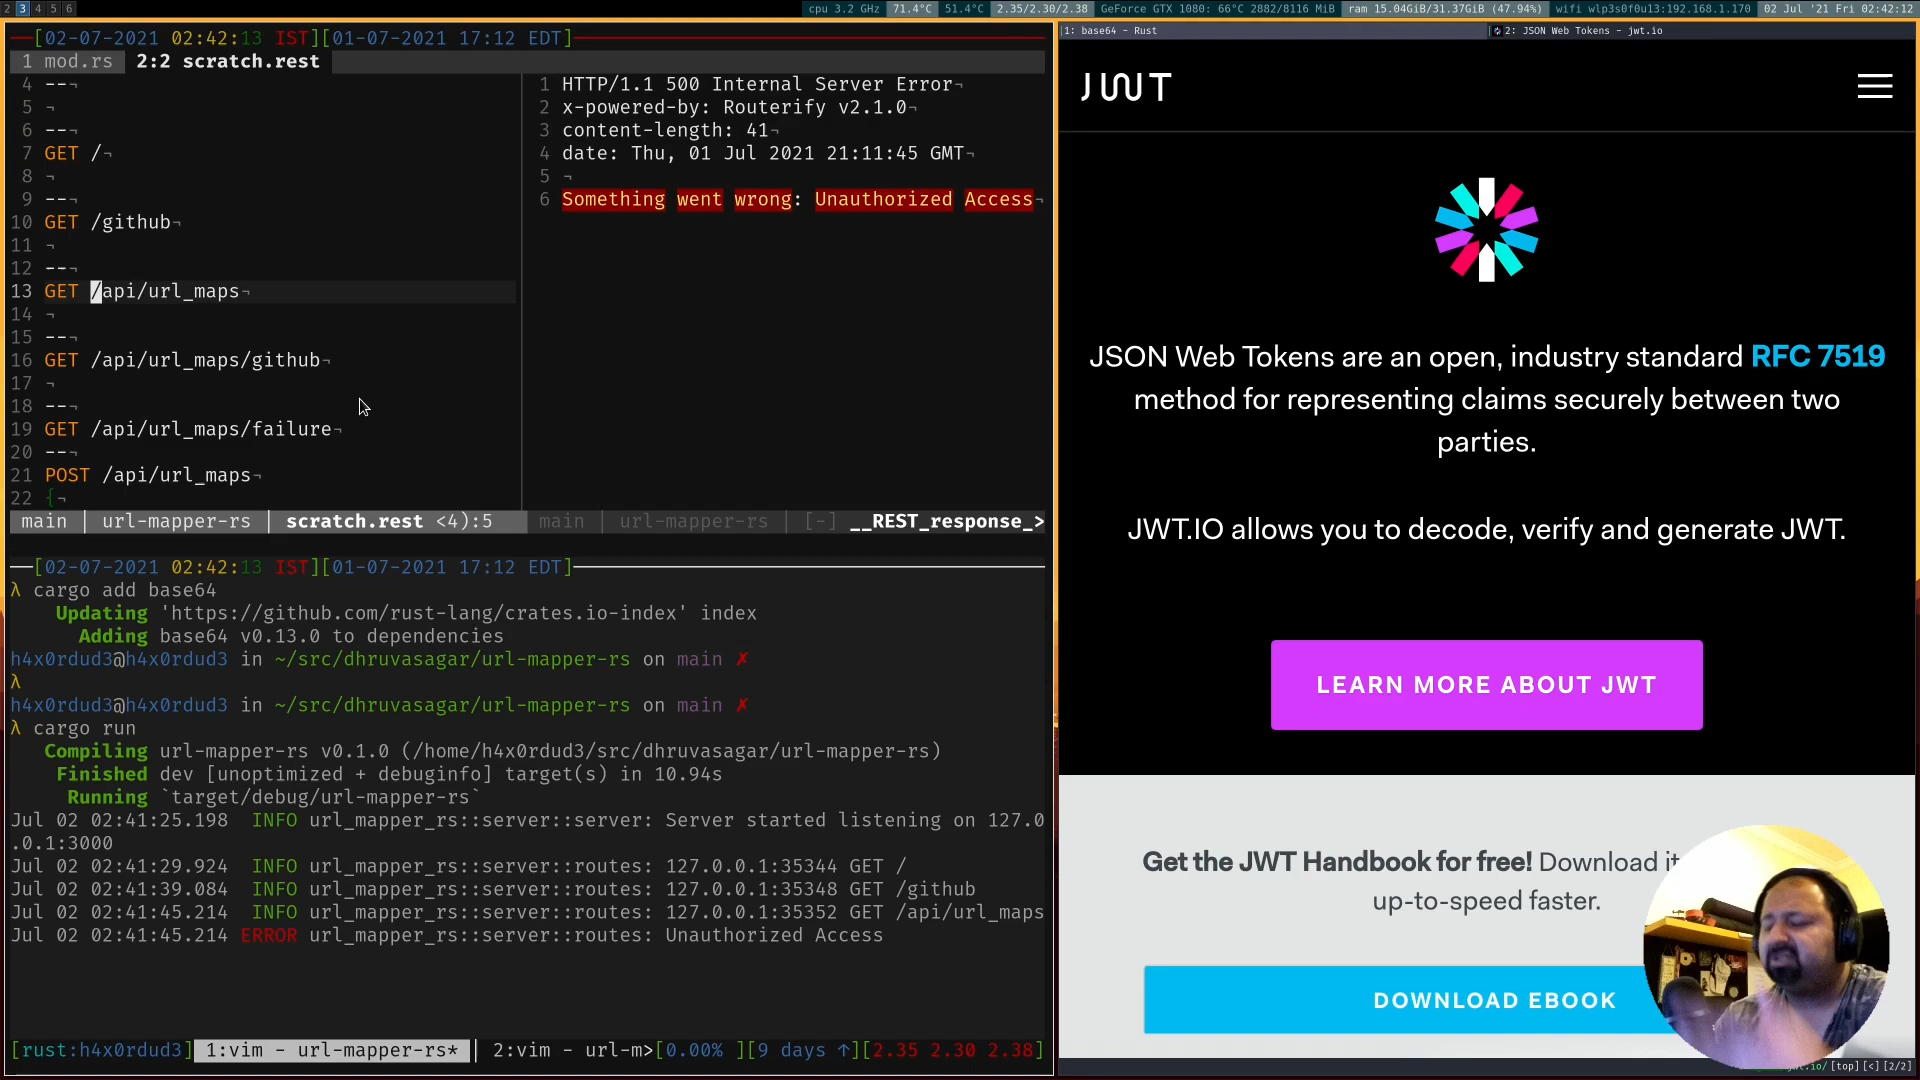 2 3 4 5 6
cpu 3.2 GHz 71.4°C 51.4°C 2.35/2.30/2.38 GeForce GTX 1080: 66°C 2882/8116 MiB ram 15.04GiB/31.37GiB (47.94%) wifi wlp3s0f0u13:192.168.1.170 02 Jul '21 Fri 02:42:12
[02-07-2021 02:42:13 IST][01-07-2021 17:12 EDT]
1 mod.rs 2:2 scratch.rest
4 --¬
5 ¬
6 --¬
7 GET /¬
8 ¬
9 --¬
10 GET /github¬
11 ¬
12 --¬
13 GET /api/url_maps¬
14 ¬
15 --¬
16 GET /api/url_maps/github¬
17 ¬
18 --¬
19 GET /api/url_maps/failure¬
20 --¬
21 POST /api/url_maps¬
22 {¬
1 HTTP/1.1 500 Internal Server Error¬
2 x-powered-by: Routerify v2.1.0¬
3 content-length: 41¬
4 date: Thu, 01 Jul 2021 21:11:45 GMT¬
5 ¬
6 Something went wrong: Unauthorized Access¬
main | url-mapper-rs | scratch.rest <4):5 main | url-mapper-rs | [-] __REST_response_>
[02-07-2021 02:42:13 IST][01-07-2021 17:12 EDT]
λ cargo add base64
Updating 'https://github.com/rust-lang/crates.io-index' index
Adding base64 v0.13.0 to dependencies
h4x0rdud3@h4x0rdud3 in ~/src/dhruvasagar/url-mapper-rs on main ✗
λ
h4x0rdud3@h4x0rdud3 in ~/src/dhruvasagar/url-mapper-rs on main ✗
λ cargo run
Compiling url-mapper-rs v0.1.0 (/home/h4x0rdud3/src/dhruvasagar/url-mapper-rs)
Finished dev [unoptimized + debuginfo] target(s) in 10.94s
Running `target/debug/url-mapper-rs`
Jul 02 02:41:25.198 INFO url_mapper_rs::server::server: Server started listening on 127.0
.0.1:3000
Jul 02 02:41:29.924 INFO url_mapper_rs::server::routes: 127.0.0.1:35344 GET /
Jul 02 02:41:39.084 INFO url_mapper_rs::server::routes: 127.0.0.1:35348 GET /github
Jul 02 02:41:45.214 INFO url_mapper_rs::server::routes: 127.0.0.1:35352 GET /api/url_maps
Jul 02 02:41:45.214 ERROR url_mapper_rs::server::routes: Unauthorized Access
[rust:h4x0rdud3] 1:vim - url-mapper-rs* | 2:vim - url-m>[0.00% ][9 days ↑][2.35 2.30 2.38]
1: base64 - Rust
2: JSON Web Tokens - jwt.io
JWT
JSON Web Tokens are an open, industry standard RFC 7519
method for representing claims securely between two
parties.
JWT.IO allows you to decode, verify and generate JWT.
LEARN MORE ABOUT JWT
Get the JWT Handbook for free! Download it
up-to-speed faster.
DOWNLOAD EBOOK
jwt.io/ [top][<][2/2]